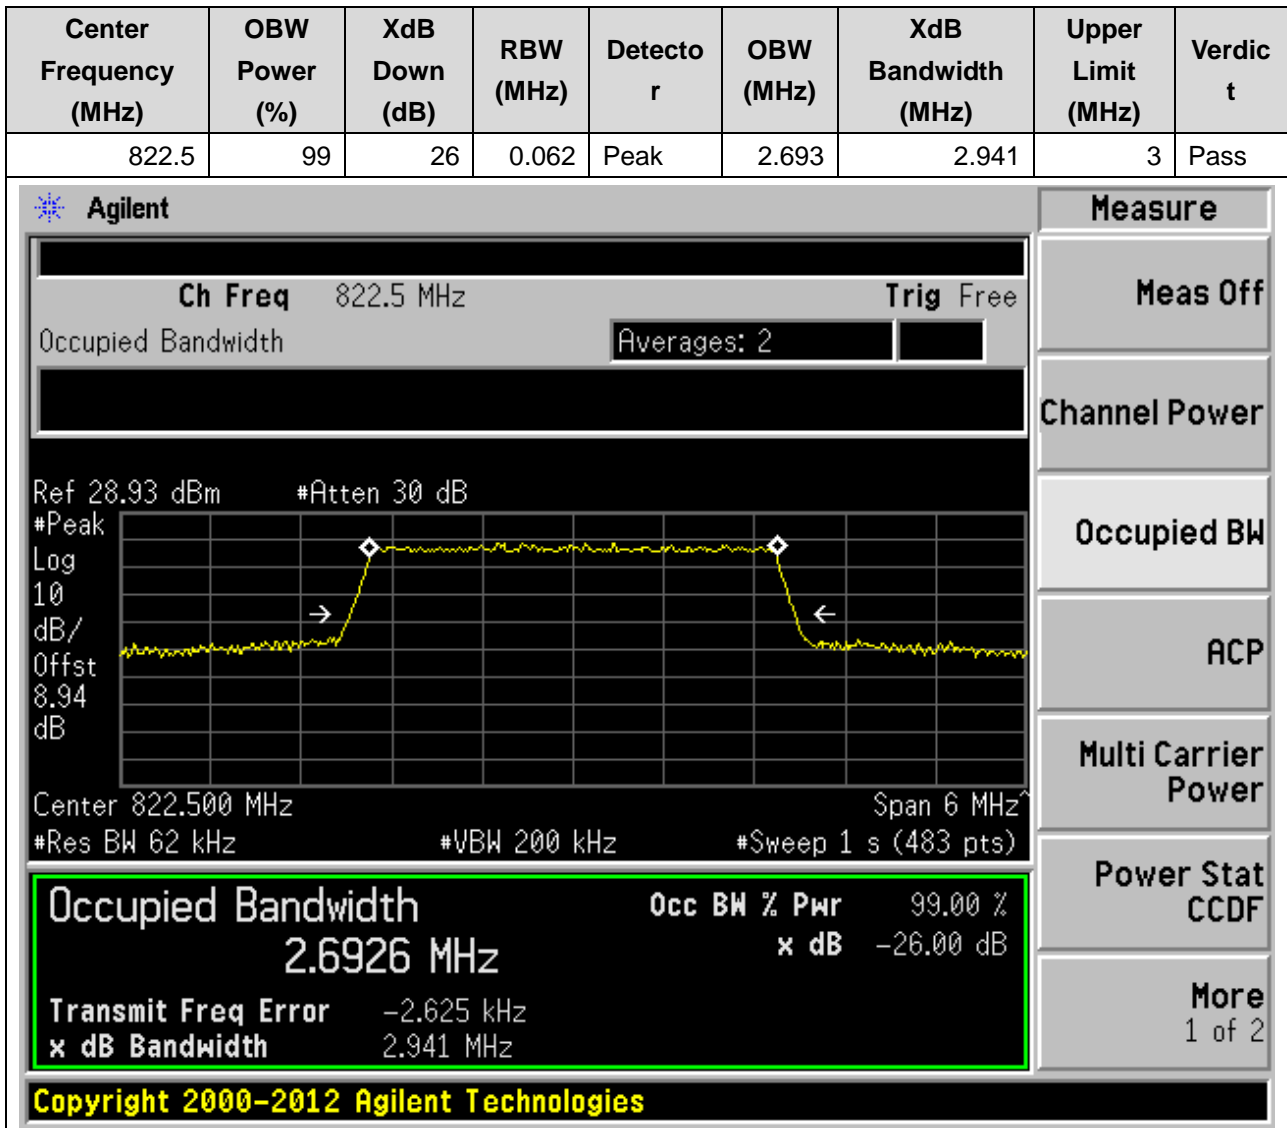 Center Frequency (MHz) OBW Power (%) XdB Down (dB) RBW (MHz) Detector OBW (MHz) XdB Bandwidth (MHz) Upper Limit (MHz) Verdict
822.5 99 26 0.062 Peak 2.693 2.941 3 Pass
Agilent
Measure
Ch Freq 822.5 MHz Trig Free
Meas Off
Occupied Bandwidth Averages: 2
Channel Power
Ref 28.93 dBm #Atten 30 dB
#Peak
Log
10
dB/
Offst
8.94
dB
Occupied BW
ACP
Multi Carrier
Power
Center 822.500 MHz Span 6 MHz^
#Res BW 62 kHz #VBW 200 kHz #Sweep 1 s (483 pts)
Power Stat
CCDF
Occupied Bandwidth Occ BW % Pwr 99.00 %
2.6926 MHz x dB -26.00 dB
Transmit Freq Error -2.625 kHz
x dB Bandwidth 2.941 MHz
More
1 of 2
Copyright 2000-2012 Agilent Technologies